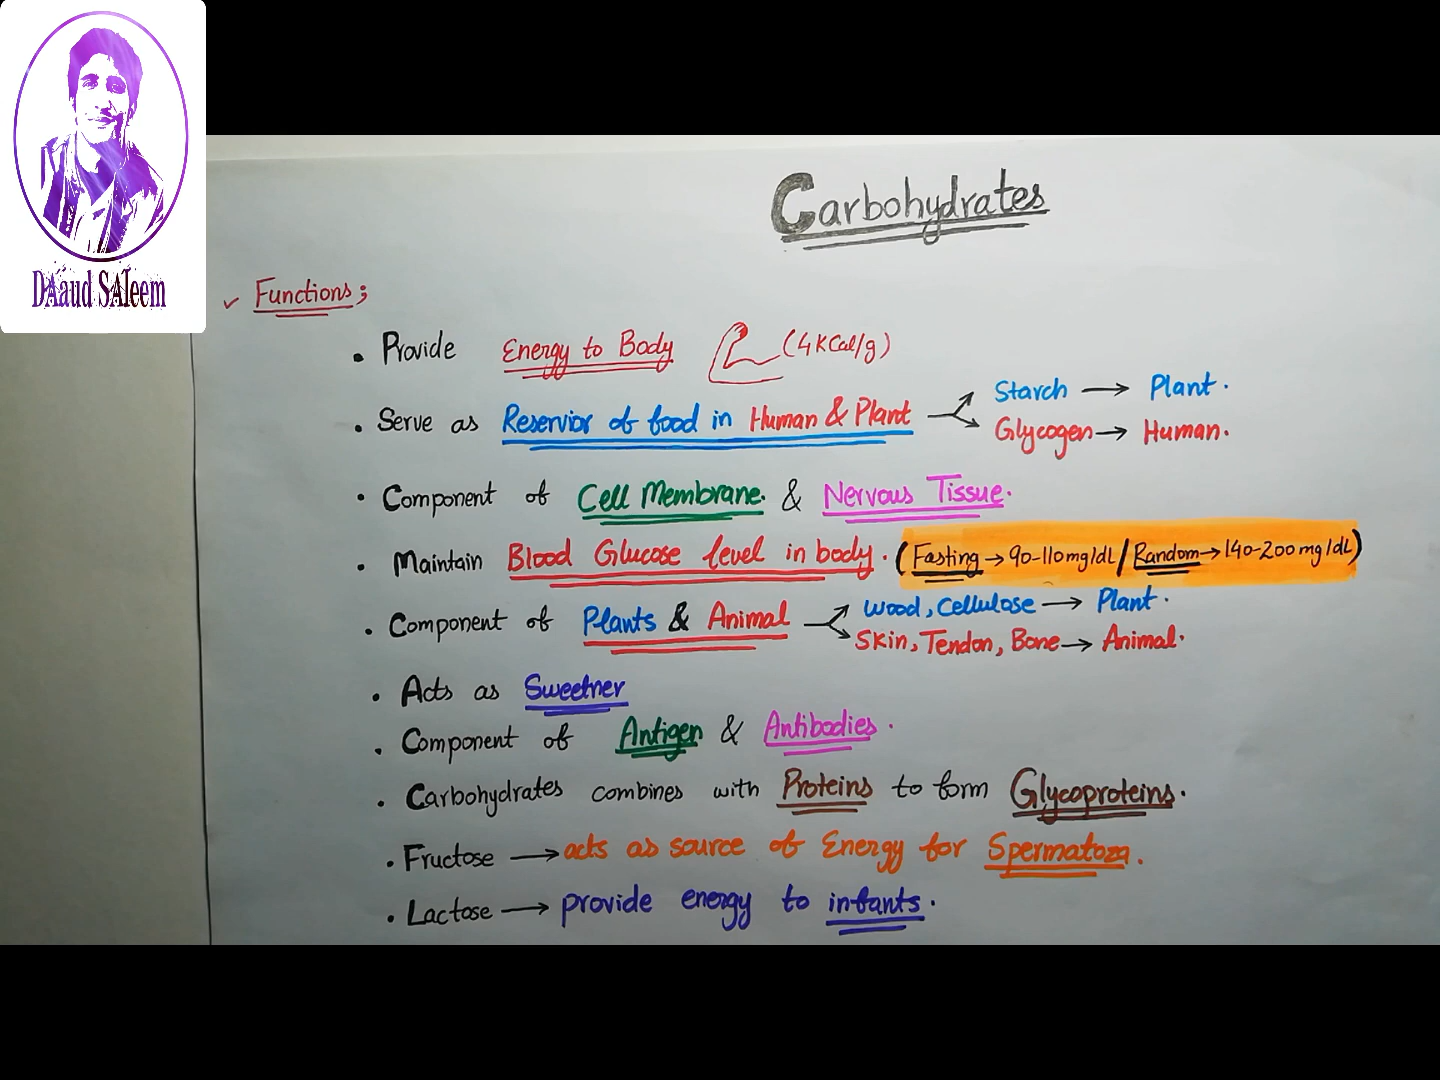 DAaud SAleem
Carbohydrates
Functions;
• Provide Energy to Body (4KCal/g)
• Serve as Reservior of food in Human & Plant → Starch → Plant.
Glycogen → Human.
• Component of Cell Membrane. & Nervous Tissue.
• Maintain Blood Glucose level in body. (Fasting → 90-110mg/dL / Random → 140-200mg/dL)
• Component of Plants & Animal → Wood, Cellulose → Plant.
Skin, Tendon, Bone → Animal.
• Acts as Sweetner
• Component of Antigen & Antibodies.
• Carbohydrates combines with Proteins to form Glycoproteins.
• Fructose → acts as source of Energy for Spermatoza.
• Lactose → provide energy to infants.